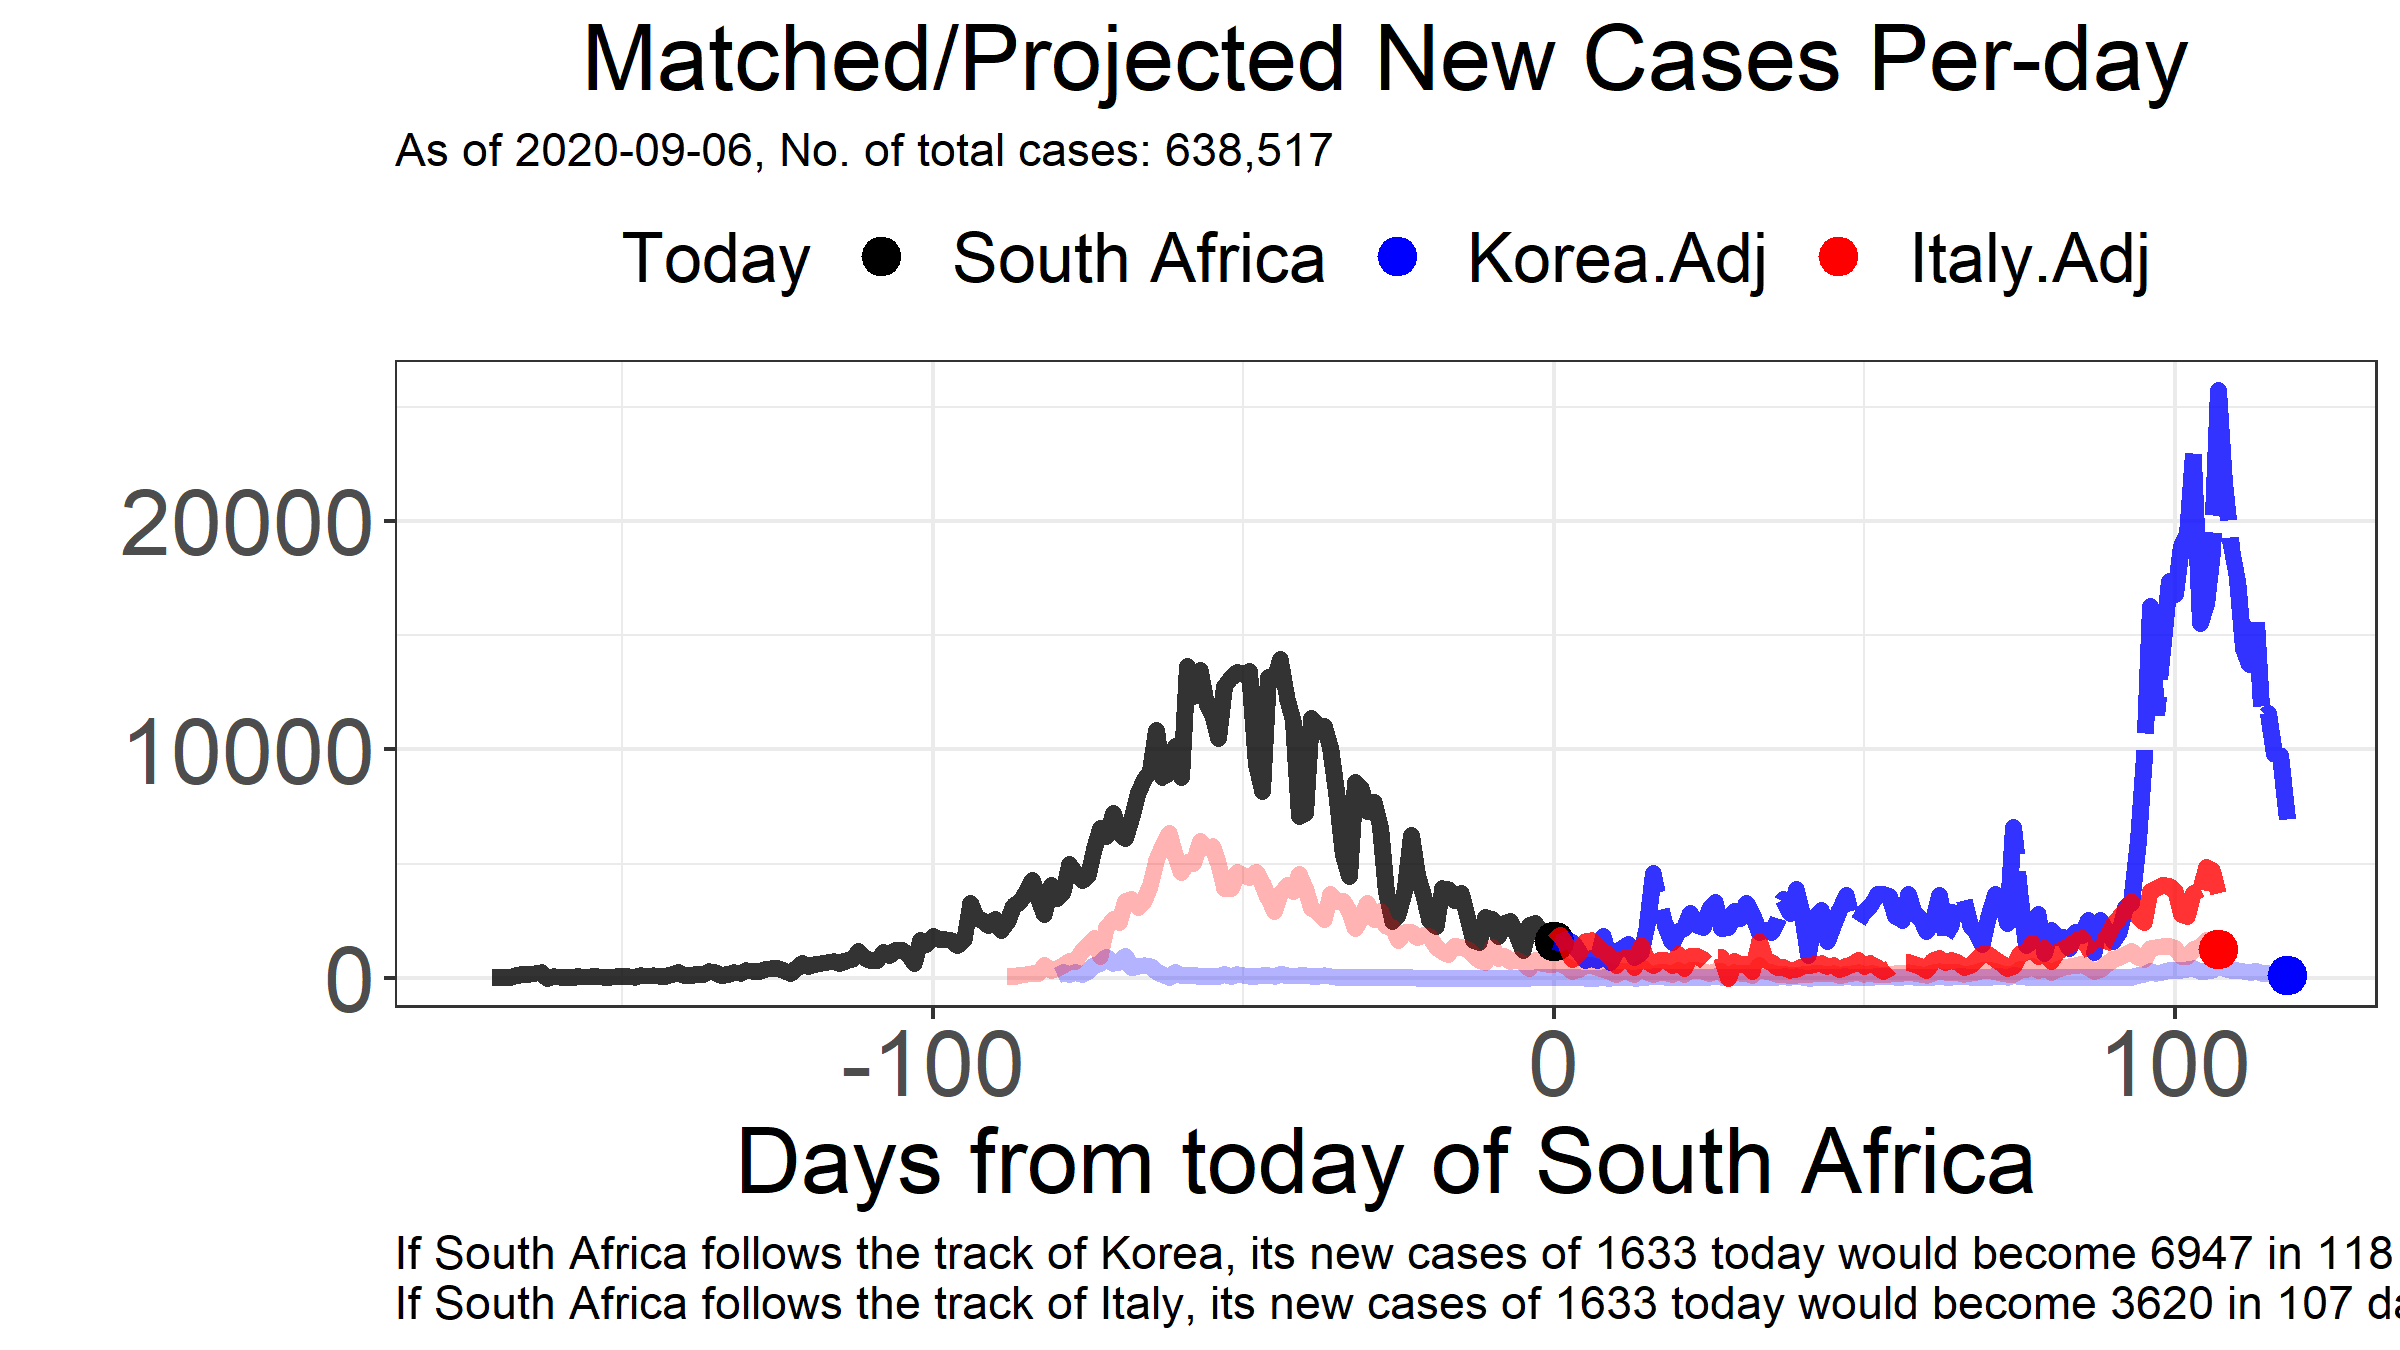 Matched/Projected New Cases Per-day
As of 2020-09-06, No. of total cases: 638,517
Today South Africa Korea.Adj Italy.Adj
20000
10000
0
-100 0 100
Days from today of South Africa
If South Africa follows the track of Korea, its new cases of 1633 today would become 6947 in 118
If South Africa follows the track of Italy, its new cases of 1633 today would become 3620 in 107